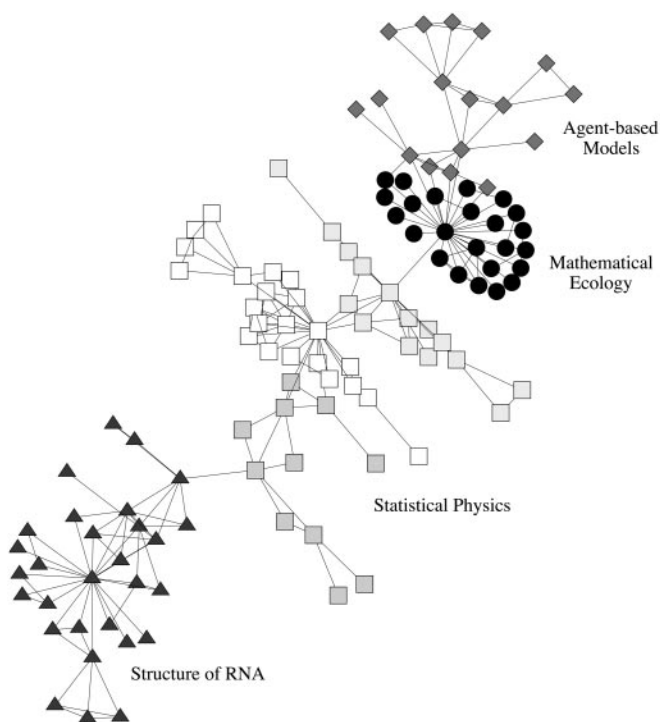 Agent-based
Models
Mathematical
Ecology
Statistical Physics
Structure of RNA